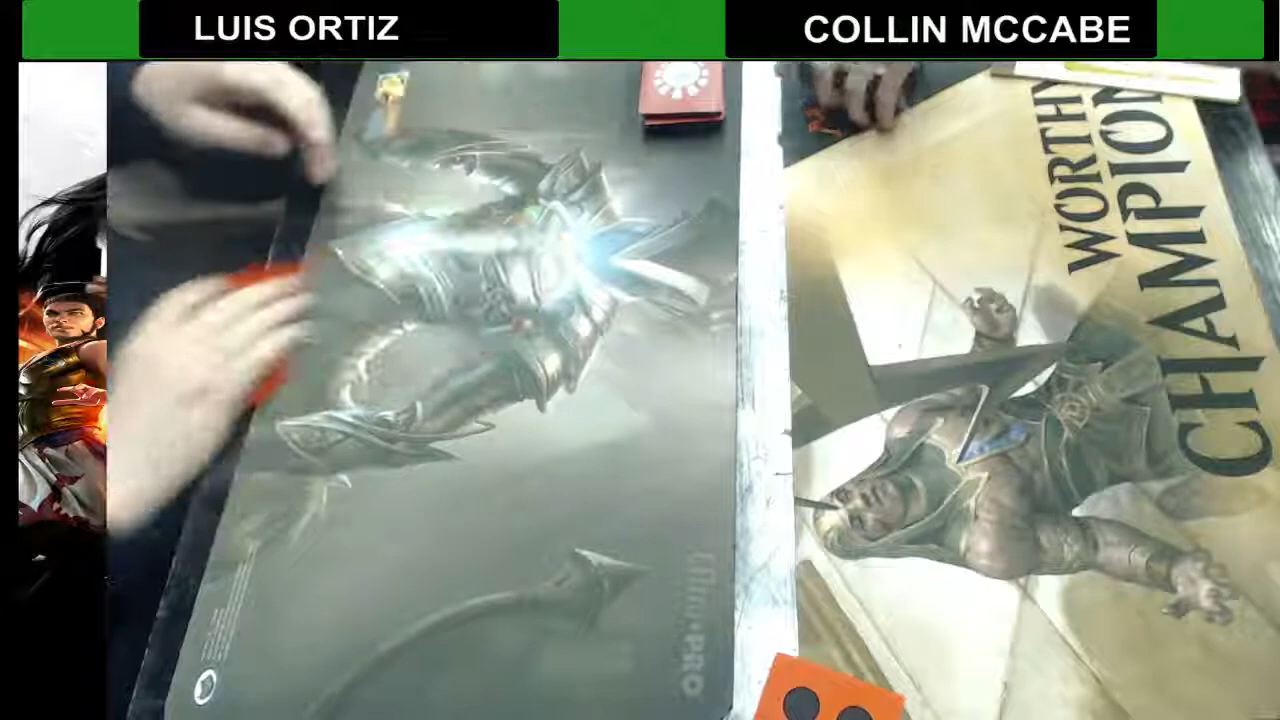 LUIS ORTIZ
COLLIN MCCABE
WORTHY
CHAMPION
ULTRA•PRO